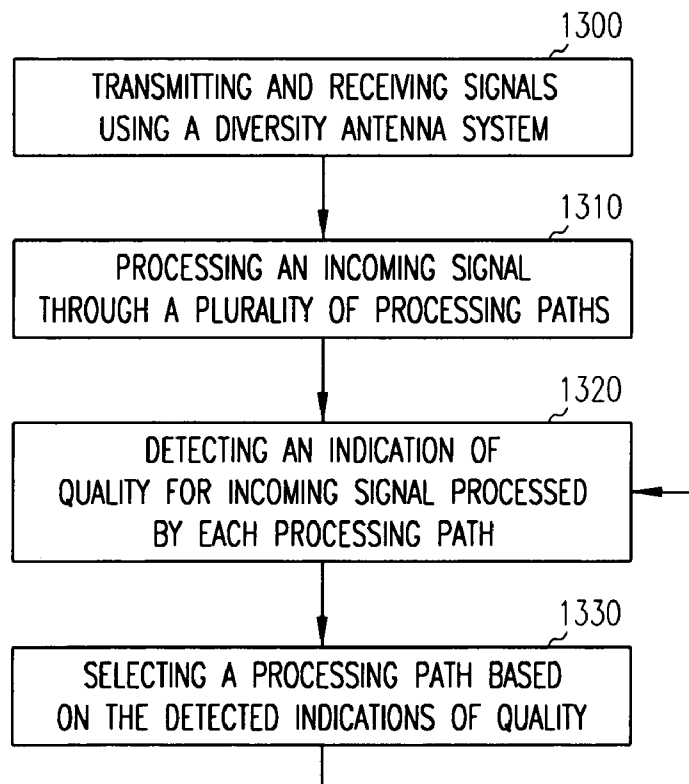 1300
TRANSMITTING AND RECEIVING SIGNALS
USING A DIVERSITY ANTENNA SYSTEM
1310
PROCESSING AN INCOMING SIGNAL
THROUGH A PLURALITY OF PROCESSING PATHS
1320
DETECTING AN INDICATION OF
QUALITY FOR INCOMING SIGNAL PROCESSED
BY EACH PROCESSING PATH
1330
SELECTING A PROCESSING PATH BASED
ON THE DETECTED INDICATIONS OF QUALITY